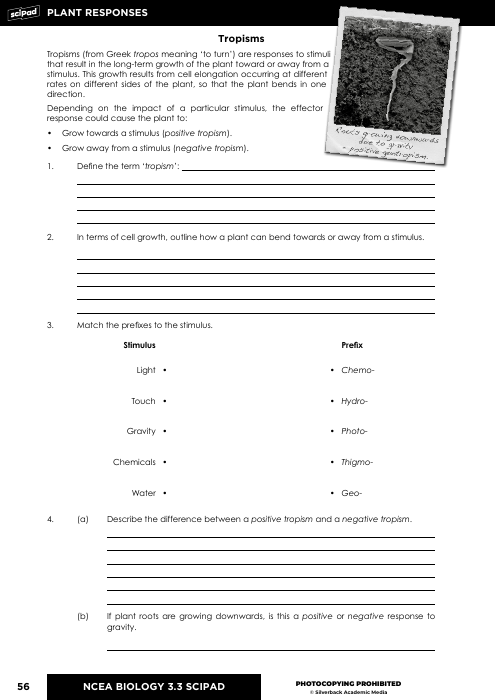 scipad PLANT RESPONSES
Tropisms
Tropisms (from Greek tropos meaning ‘to turn’) are responses to stimuli
that result in the long-term growth of the plant toward or away from a
stimulus. This growth results from cell elongation occurring at different
rates on different sides of the plant, so that the plant bends in one
direction.
Depending on the impact of a particular stimulus, the effector
response could cause the plant to:
• Grow towards a stimulus (positive tropism).
• Grow away from a stimulus (negative tropism).
Roots growing downwards
due to gravity
= positive geotropism.
1. Define the term ‘tropism’:
2. In terms of cell growth, outline how a plant can bend towards or away from a stimulus.
3. Match the prefixes to the stimulus.
Stimulus Prefix
Light • • Chemo-
Touch • • Hydro-
Gravity • • Photo-
Chemicals • • Thigmo-
Water • • Geo-
4. (a) Describe the difference between a positive tropism and a negative tropism.
(b) If plant roots are growing downwards, is this a positive or negative response to
gravity.
56 NCEA BIOLOGY 3.3 SCIPAD PHOTOCOPYING PROHIBITED
© Silverback Academic Media